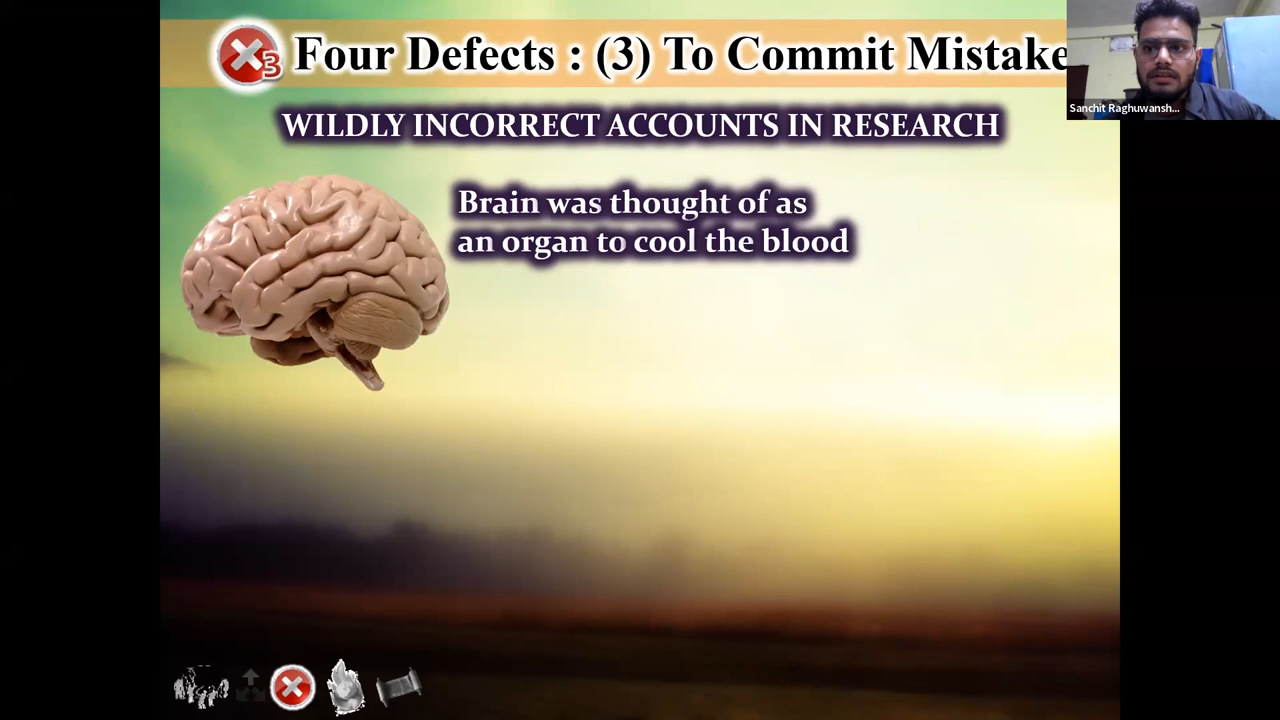 3 Four Defects : (3) To Commit Mistake
Sanchit Raghuwansh...
WILDLY INCORRECT ACCOUNTS IN RESEARCH
Brain was thought of as
an organ to cool the blood